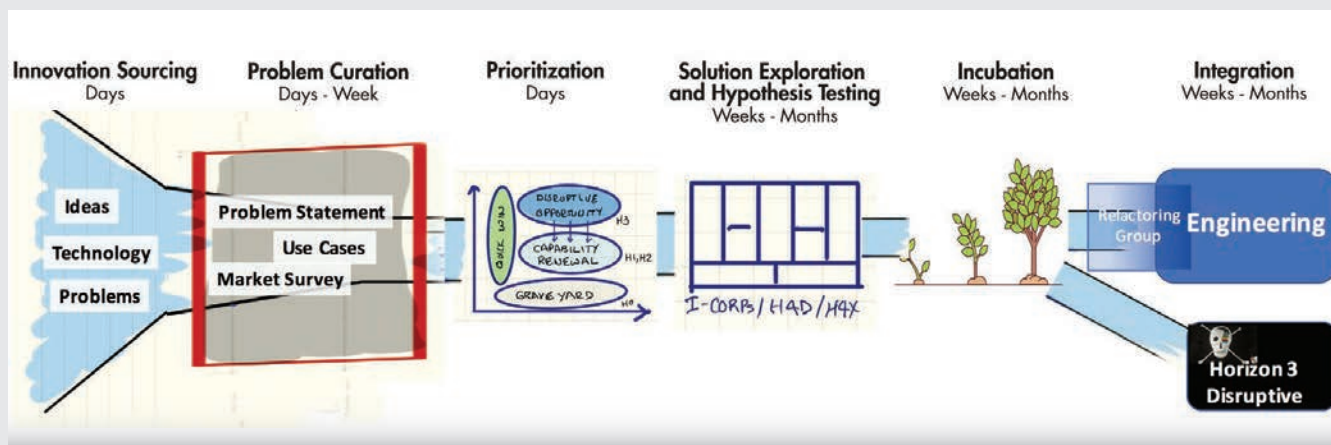 Innovation Sourcing
Days
Problem Curation
Days - Week
Prioritization
Days
Solution Exploration
and Hypothesis Testing
Weeks - Months
Incubation
Weeks - Months
Integration
Weeks - Months
Ideas
Technology
Problems
Problem Statement
Use Cases
Market Survey
QUICK WIN
DISRUPTIVE
OPPORTUNITY
H3
CAPABILITY
RENEWAL
H1,H2
GRAVEYARD
H0
I-CORPS/H4D/H4X
Refactoring
Group
Engineering
Horizon 3
Disruptive